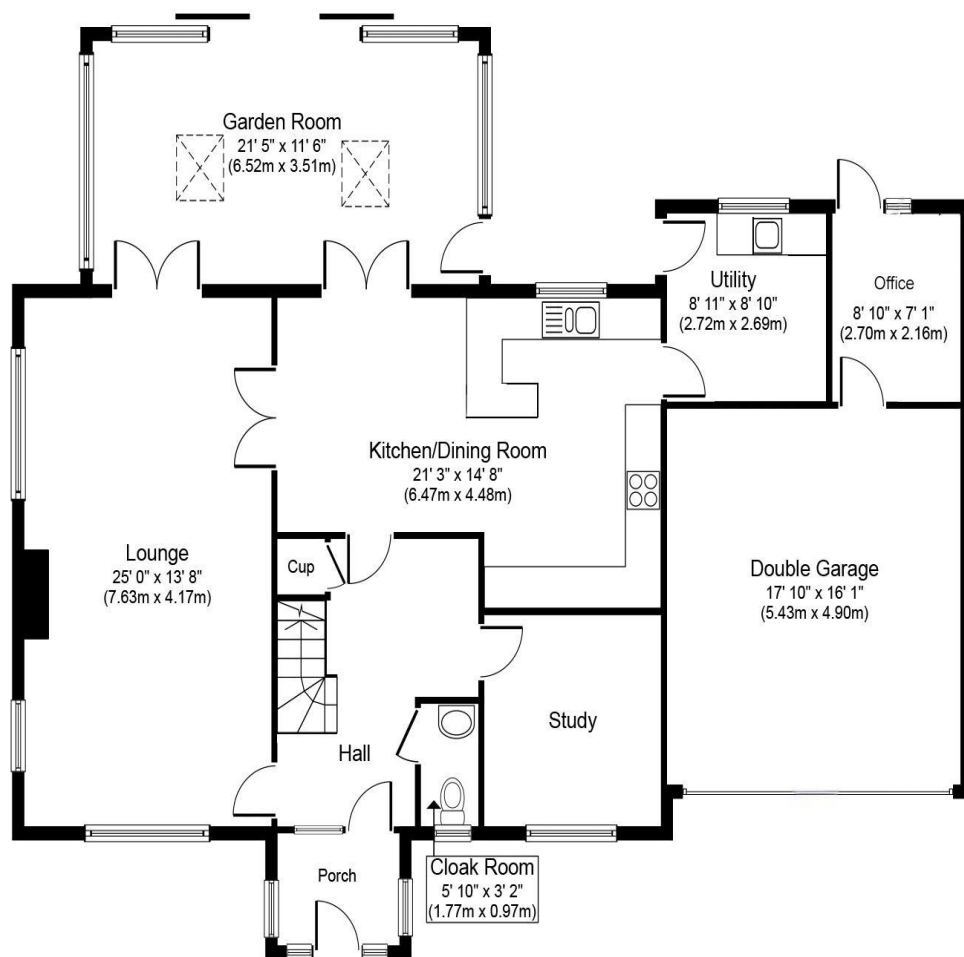 Garden Room
21' 5" x 11' 6"
(6.52m x 3.51m)
Utility
8' 11" x 8' 10"
(2.72m x 2.69m)
Office
8' 10" x 7' 1"
(2.70m x 2.16m)
Kitchen/Dining Room
21' 3" x 14' 8"
(6.47m x 4.48m)
Lounge
25' 0" x 13' 8"
(7.63m x 4.17m)
Cup
Double Garage
17' 10" x 16' 1"
(5.43m x 4.90m)
Study
Hall
Porch
Cloak Room
5' 10" x 3' 2"
(1.77m x 0.97m)